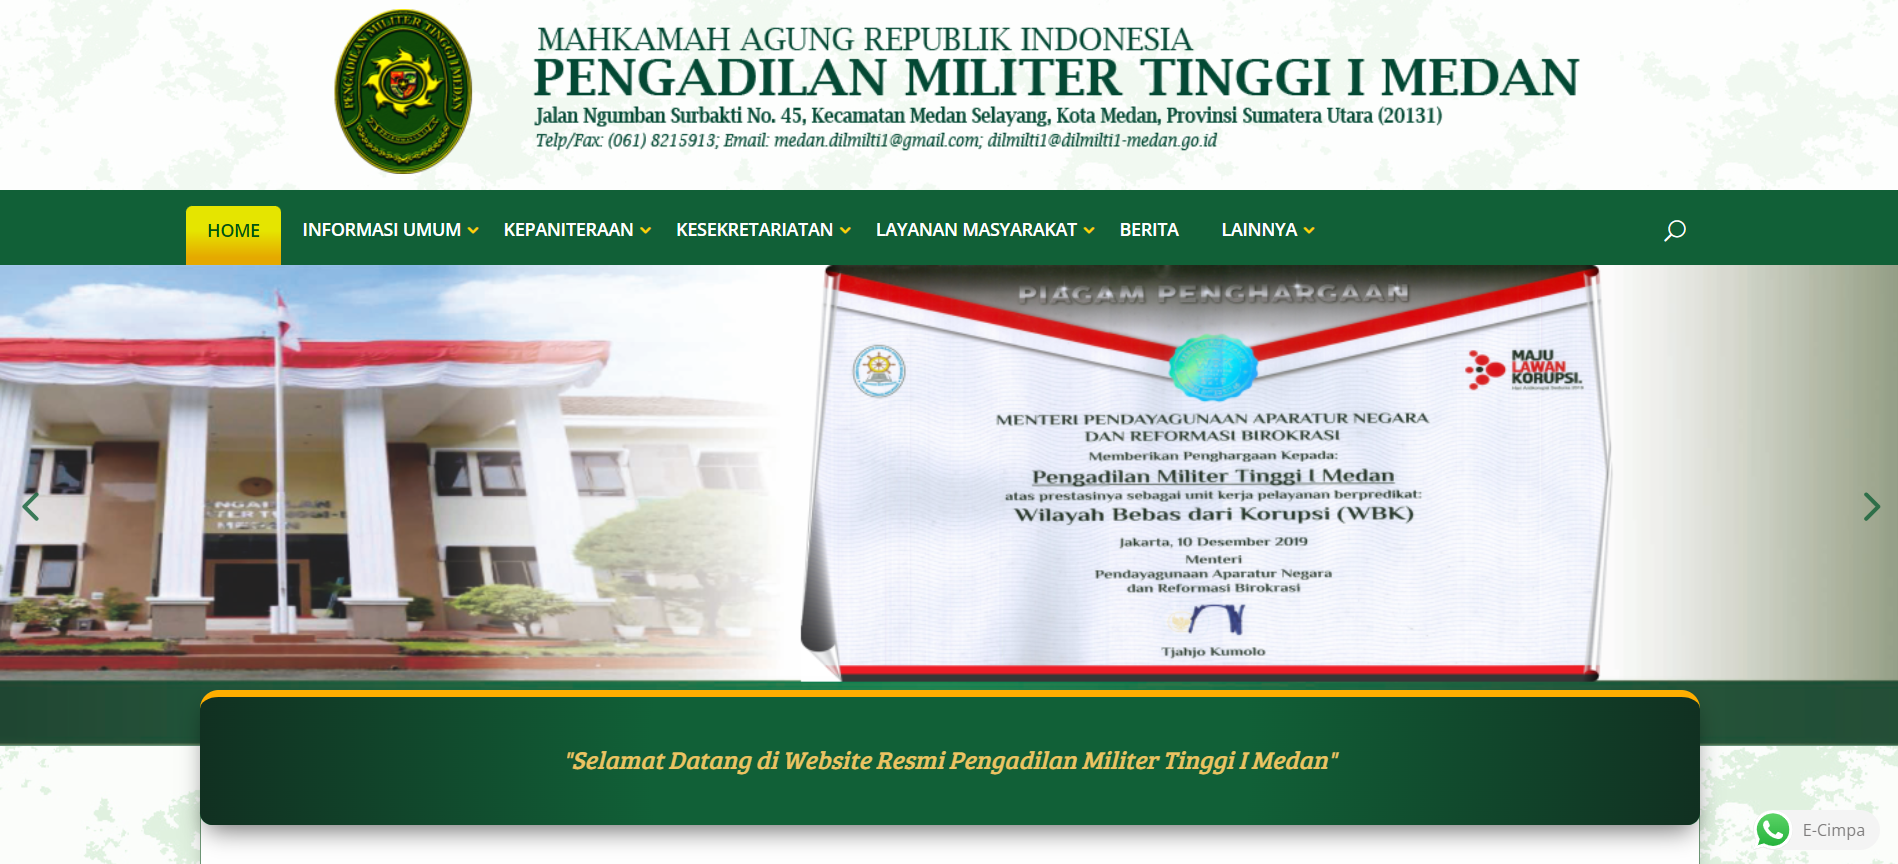 PENGADILAN MILITER TINGGI I MEDAN
MAHKAMAH AGUNG REPUBLIK INDONESIA
PENGADILAN MILITER TINGGI I MEDAN
Jalan Ngumban Surbakti No. 45, Kecamatan Medan Selayang, Kota Medan, Provinsi Sumatera Utara (20131)
Telp/Fax: (061) 8215913; Email: medan.dilmilti1@gmail.com; dilmilti1@dilmilti1-medan.go.id
HOME INFORMASI UMUM KEPANITERAAN KESEKRETARIATAN LAYANAN MASYARAKAT BERITA LAINNYA
MEDAN
PIAGAM PENGHARGAAN
MAJU
LAWAN
KORUPSI.
MENTERI PENDAYAGUNAAN APARATUR NEGARA
DAN REFORMASI BIROKRASI
Memberikan Penghargaan Kepada:
Pengadilan Militer Tinggi I Medan
atas prestasinya sebagai unit kerja pelayanan berpredikat:
Wilayah Bebas dari Korupsi (WBK)
Jakarta, 10 Desember 2019
Menteri
Pendayagunaan Aparatur Negara
dan Reformasi Birokrasi
Tjahjo Kumolo
"Selamat Datang di Website Resmi Pengadilan Militer Tinggi I Medan"
E-Cimpa